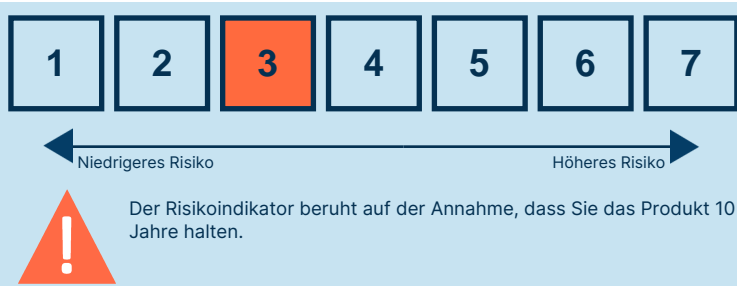 1 2 3 4 5 6 7
Niedrigeres Risiko Höheres Risiko
Der Risikoindikator beruht auf der Annahme, dass Sie das Produkt 10
Jahre halten.
!